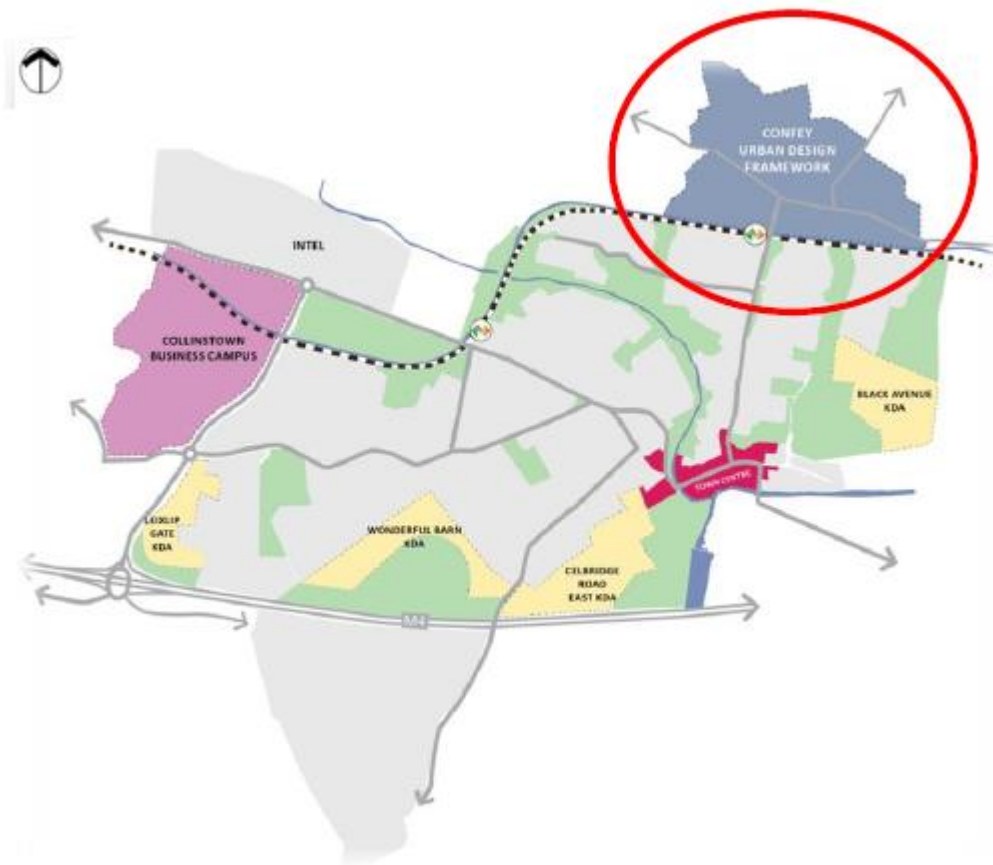 CONFEY
URBAN DESIGN
FRAMEWORK
INTEL
COLLINSTOWN
BUSINESS CAMPUS
BLACK AVENUE
KDA
TOWN CENTRE
LEIXLIP
GATE
KDA
WONDERFUL BARN
KDA
CELBRIDGE
ROAD
EAST KDA
M4